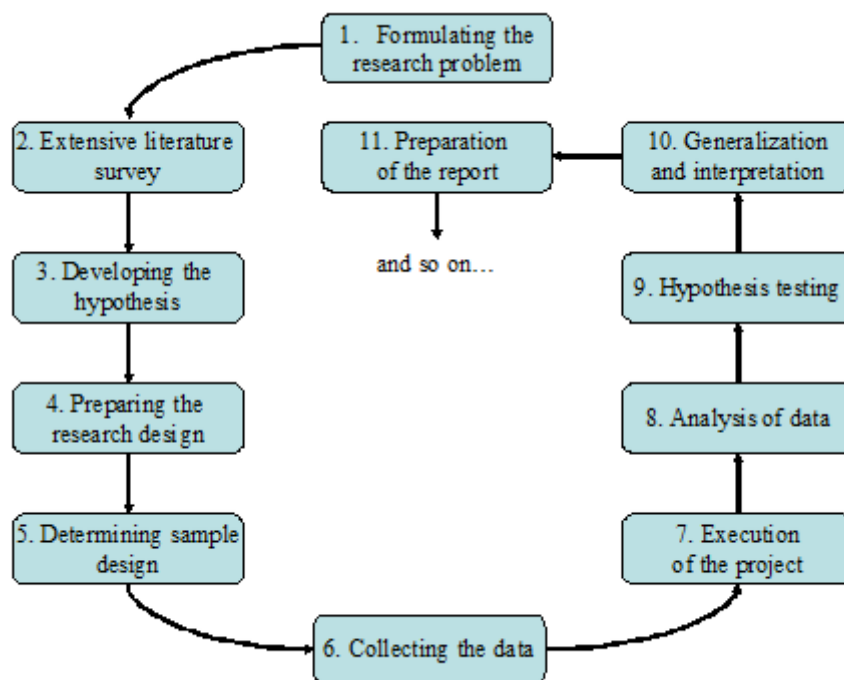 1. Formulating the
research problem
2. Extensive literature
survey
3. Developing the
hypothesis
4. Preparing the
research design
5. Determining sample
design
6. Collecting the data
7. Execution
of the project
8. Analysis of data
9. Hypothesis testing
10. Generalization
and interpretation
11. Preparation
of the report
and so on...